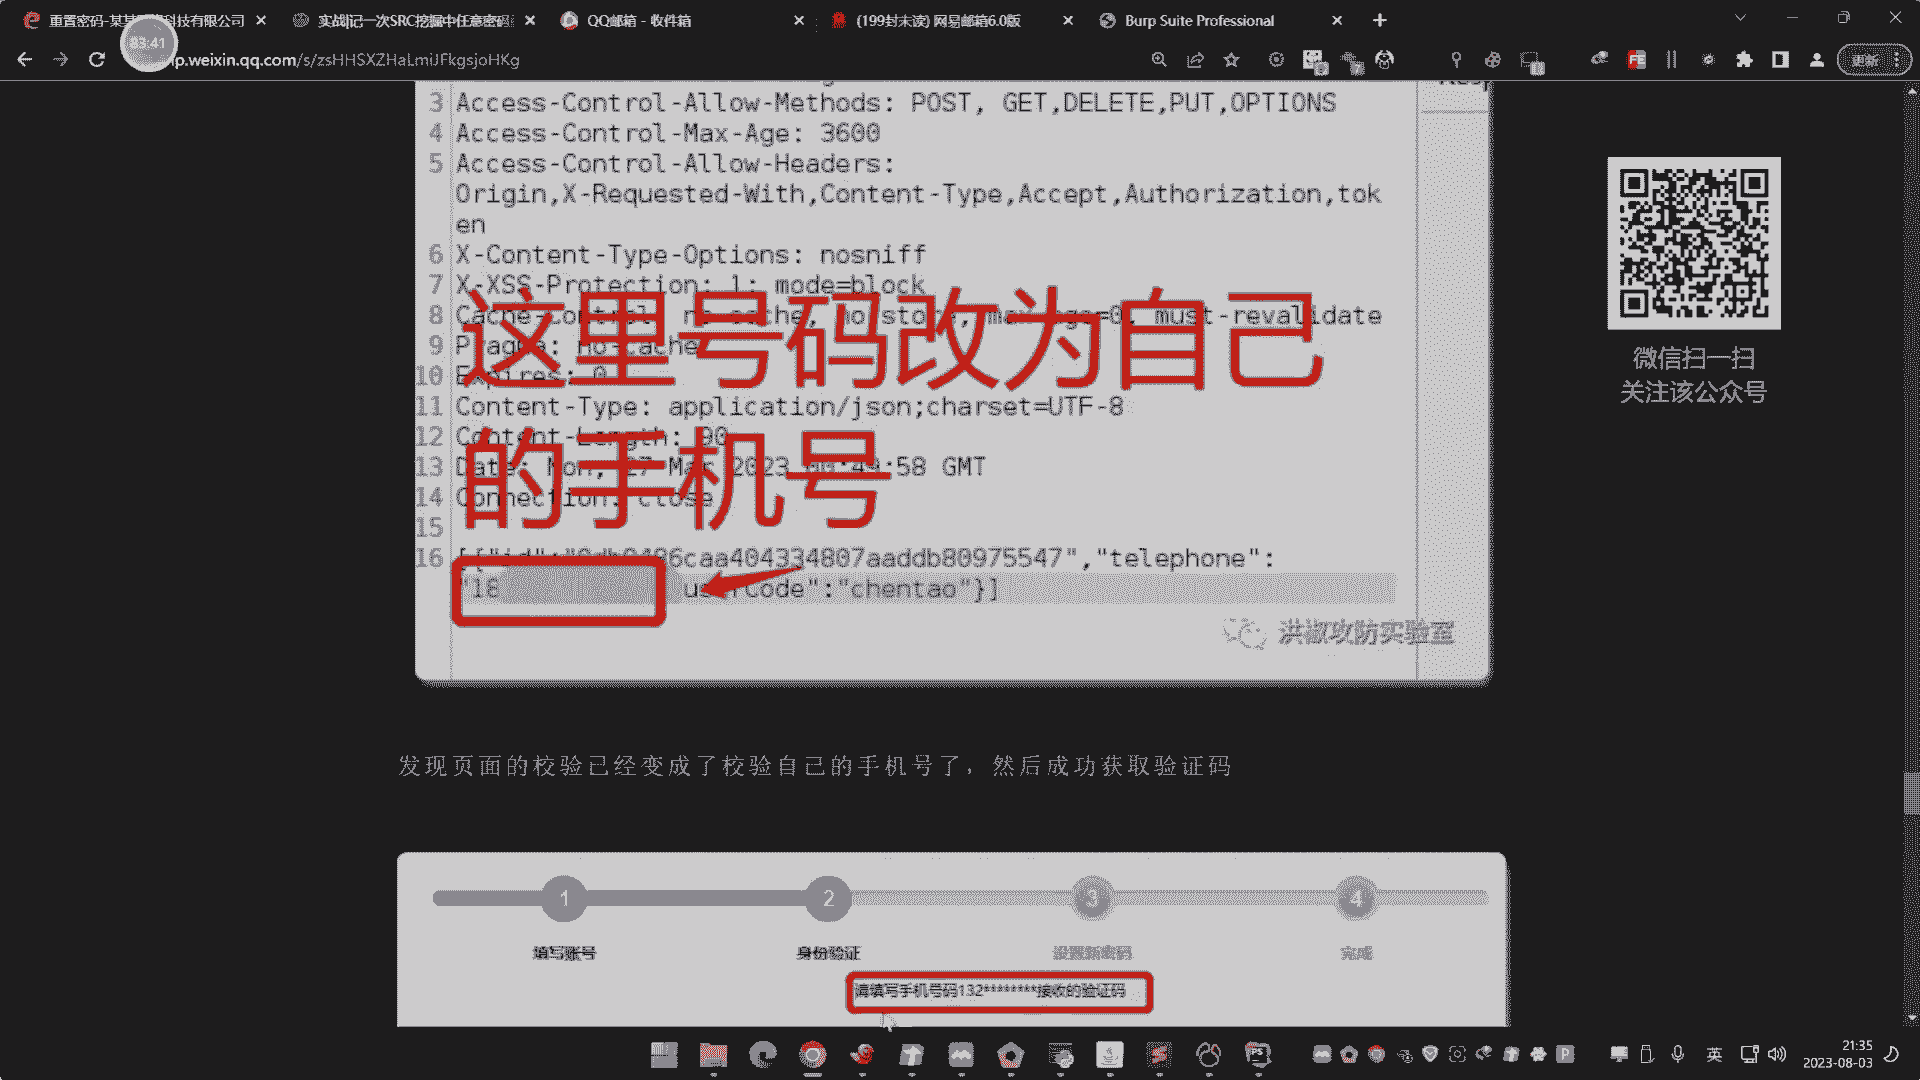 重置密码-某某
科技有限公司
实战|记一次SRC挖掘中任意密码
QQ邮箱 - 收件箱
(199封未读) 网易邮箱6.0版
Burp Suite Professional
83:41
mp.weixin.qq.com/s/zsHHSXZHaLmiJFkgsjoHKg
更新
3 Access-Control-Allow-Methods: POST, GET,DELETE,PUT,OPTIONS
4 Access-Control-Max-Age: 3600
5 Access-Control-Allow-Headers:
Origin,X-Requested-With,Content-Type,Accept,Authorization,tok
en
6 X-Content-Type-Options: nosniff
7 X-XSS-Protection: 1; mode=block
8 Cache-Control: no-cache, no-store, max-age=0, must-revalidate
9 Pragma: no-cache
10 Expires: 0
11 Content-Type: application/json;charset=UTF-8
12 Content-Length: 90
13 Date: Mon, 27 Mar 2023 00:49:58 GMT
14 Connection: close
15
16 [{"id":
caa404334807aaddb80975547","telephone":
"18
userCode":"chentao"}]
这里号码改为自己
的手机号
洪椒攻防实验室
微信扫一扫
关注该公众号
发现页面的校验已经变成了校验自己的手机号了，然后成功获取验证码
1
2
3
4
填写账号
身份验证
设置新密码
完成
请填写手机号码132********接收的验证码
英
21:35
2023-08-03